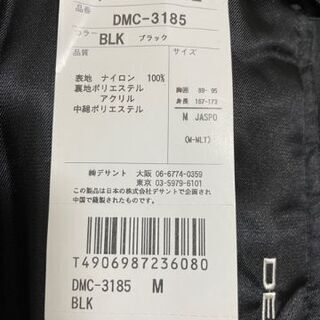 品番
DMC-3185
カラー
BLK ブラック
品質
サイズ
表地 ナイロン 100%
裏地ポリエステル
アクリル
中綿ポリエステル
胸囲 89- 95
身長 167-173
M JASPO
(M-MLT)
㈱デサント 大阪 06-6774-0359
東京 03-5979-6101
この製品は日本の株式会社デサントで企画され
中国で縫製されたものです。
T4906987236080
DMC-3185 M
BLK
DE